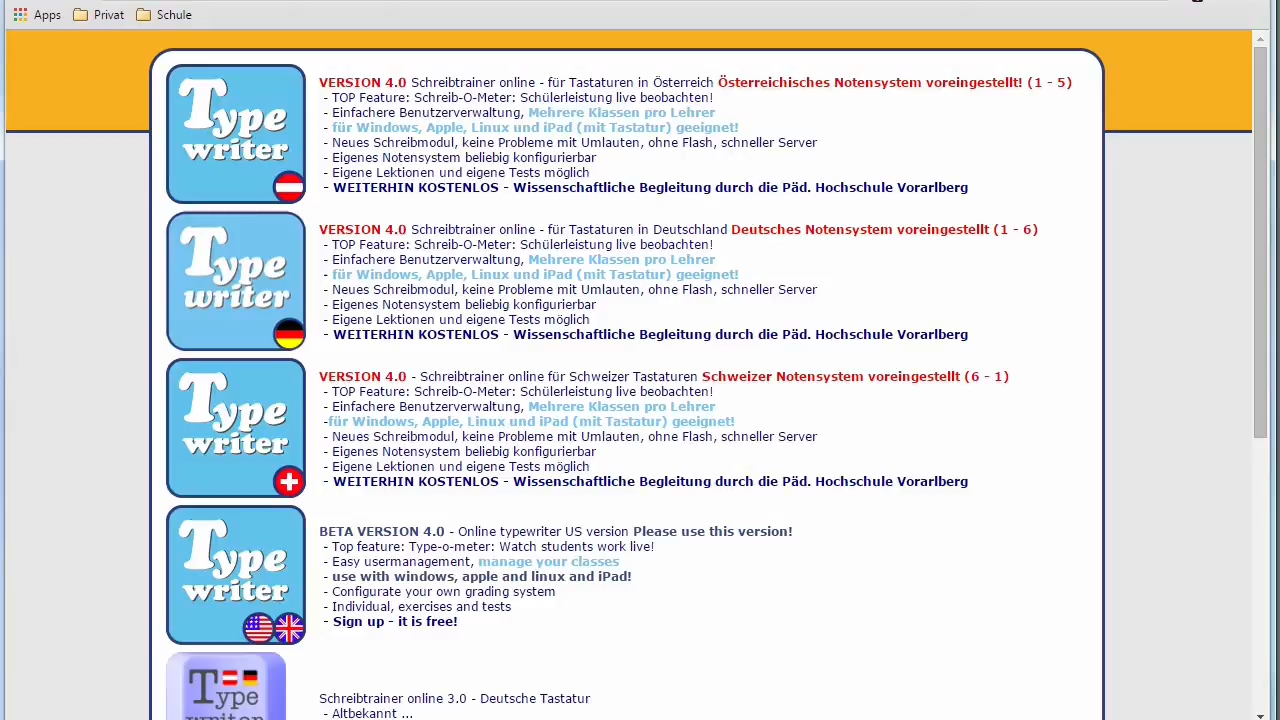 Apps Privat Schule
Type
writer
VERSION 4.0 Schreibtrainer online - für Tastaturen in Österreich Österreichisches Notensystem voreingestellt! (1 - 5)
- TOP Feature: Schreib-O-Meter: Schülerleistung live beobachten!
- Einfachere Benutzerverwaltung, Mehrere Klassen pro Lehrer
- für Windows, Apple, Linux und iPad (mit Tastatur) geeignet!
- Neues Schreibmodul, keine Probleme mit Umlauten, ohne Flash, schneller Server
- Eigenes Notensystem beliebig konfigurierbar
- Eigene Lektionen und eigene Tests möglich
- WEITERHIN KOSTENLOS - Wissenschaftliche Begleitung durch die Päd. Hochschule Vorarlberg
Type
writer
VERSION 4.0 Schreibtrainer online - für Tastaturen in Deutschland Deutsches Notensystem voreingestellt (1 - 6)
- TOP Feature: Schreib-O-Meter: Schülerleistung live beobachten!
- Einfachere Benutzerverwaltung, Mehrere Klassen pro Lehrer
- für Windows, Apple, Linux und iPad (mit Tastatur) geeignet!
- Neues Schreibmodul, keine Probleme mit Umlauten, ohne Flash, schneller Server
- Eigenes Notensystem beliebig konfigurierbar
- Eigene Lektionen und eigene Tests möglich
- WEITERHIN KOSTENLOS - Wissenschaftliche Begleitung durch die Päd. Hochschule Vorarlberg
Type
writer
VERSION 4.0 - Schreibtrainer online für Schweizer Tastaturen Schweizer Notensystem voreingestellt (6 - 1)
- TOP Feature: Schreib-O-Meter: Schülerleistung live beobachten!
- Einfachere Benutzerverwaltung, Mehrere Klassen pro Lehrer
-für Windows, Apple, Linux und iPad (mit Tastatur) geeignet!
- Neues Schreibmodul, keine Probleme mit Umlauten, ohne Flash, schneller Server
- Eigenes Notensystem beliebig konfigurierbar
- Eigene Lektionen und eigene Tests möglich
- WEITERHIN KOSTENLOS - Wissenschaftliche Begleitung durch die Päd. Hochschule Vorarlberg
Type
writer
BETA VERSION 4.0 - Online typewriter US version Please use this version!
- Top feature: Type-o-meter: Watch students work live!
- Easy usermanagement, manage your classes
- use with windows, apple and linux and iPad!
- Configurate your own grading system
- Individual, exercises and tests
- Sign up - it is free!
Type
writer
Schreibtrainer online 3.0 - Deutsche Tastatur
- Altbekannt ...